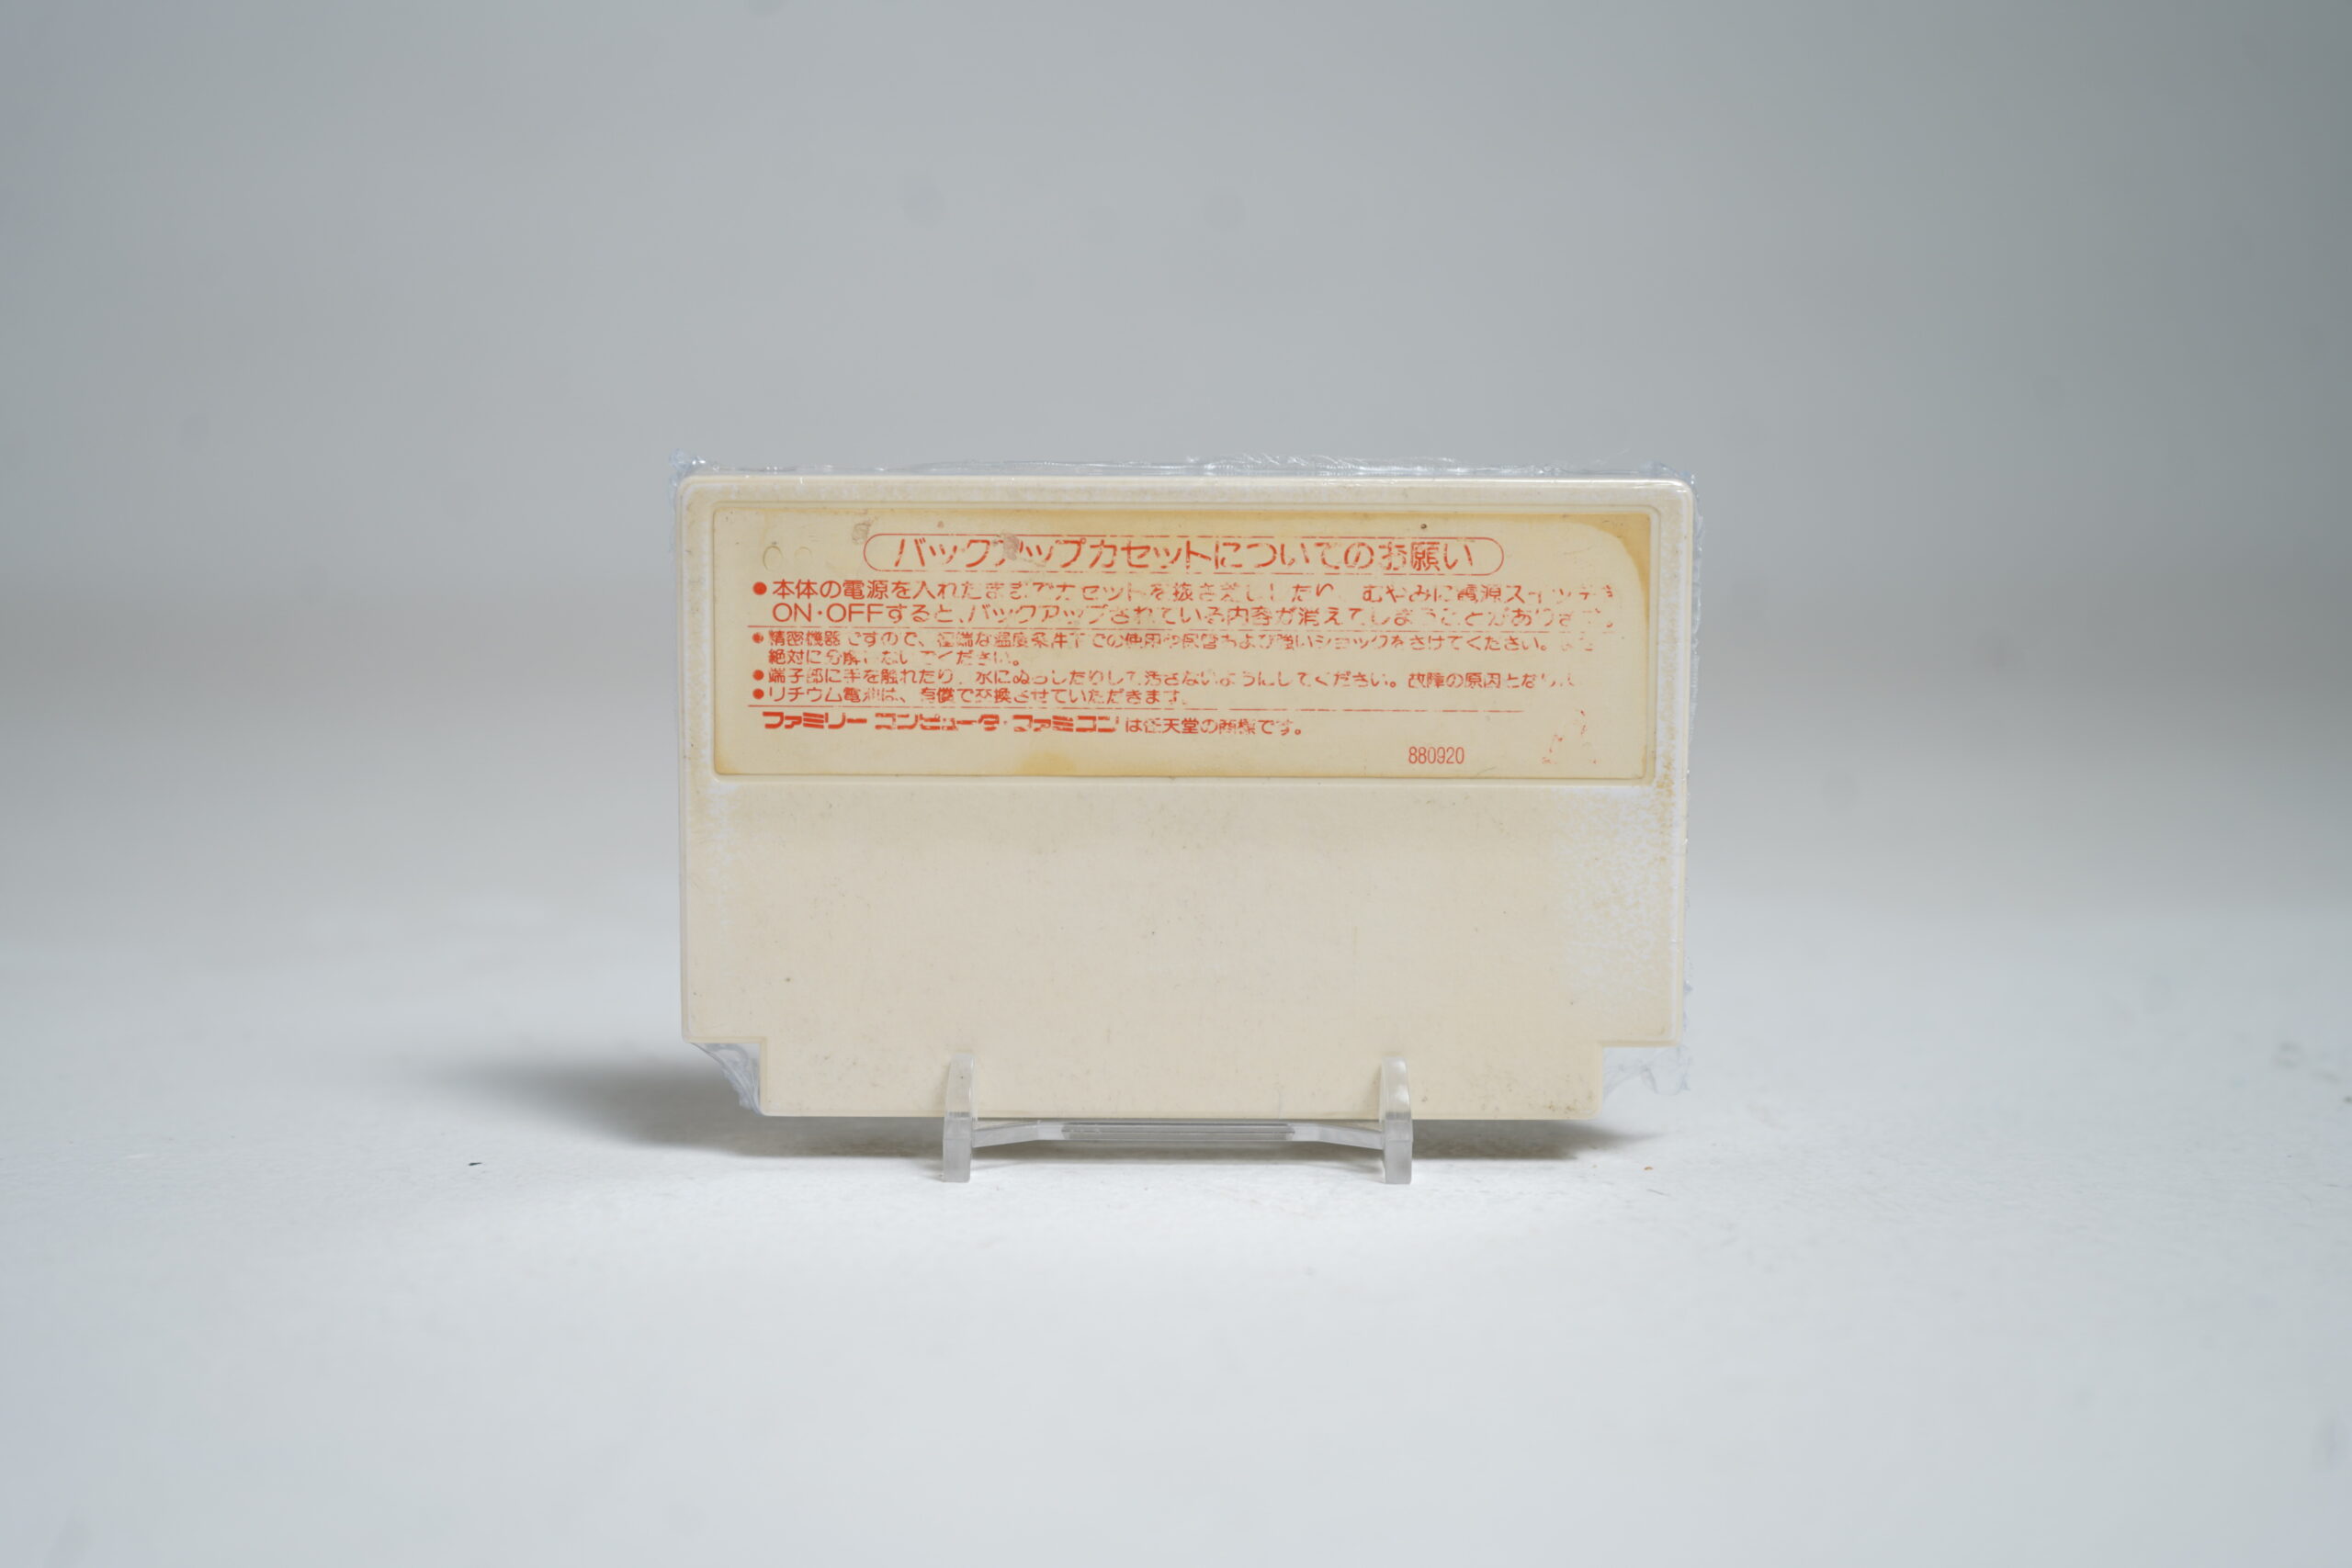 バックアップカセットについてのお願い
●本体の電源を入れたままでカセットを抜き差ししたり、むやみに電源スイッチを
ON・OFFすると、バックアップされている内容が消えてしまうことがあります。
●精密機器ですので、極端な温度条件下での使用や保管および強いショックをさけてください。また
絶対に分解しないでください。
●端子部に手を触れたり、水にぬらしたりして汚さないようにしてください。故障の原因となり
●リチウム電池は、有償で交換させていただきます。
ファミリー コンピュータ・ファミコンは任天堂の商標です。
880920